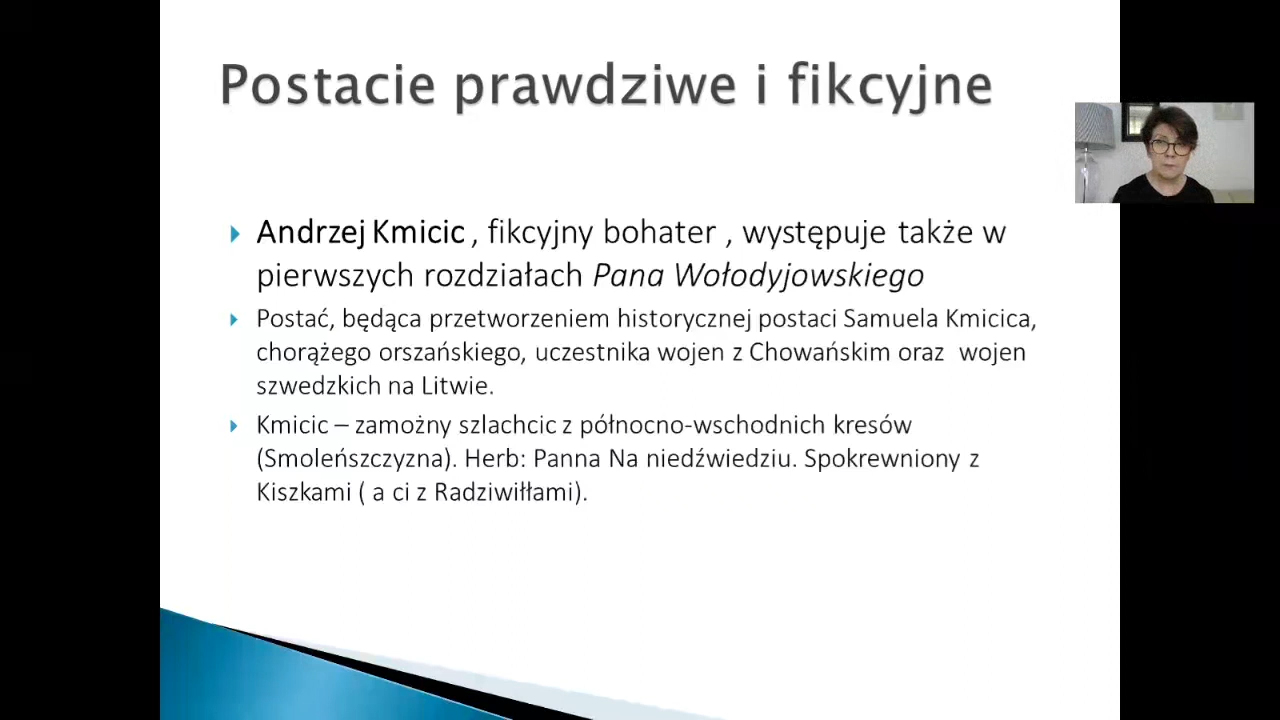 Postacie prawdziwe i fikcyjne
Andrzej Kmicic , fikcyjny bohater , występuje także w
pierwszych rozdziałach Pana Wołodyjowskiego
Postać, będąca przetworzeniem historycznej postaci Samuela Kmicica,
chorążego orszańskiego, uczestnika wojen z Chowańskim oraz wojen
szwedzkich na Litwie.
Kmicic – zamożny szlachcic z północno-wschodnich kresów
(Smoleńszczyzna). Herb: Panna Na niedźwiedziu. Spokrewniony z
Kiszkami ( a ci z Radziwiłłami).